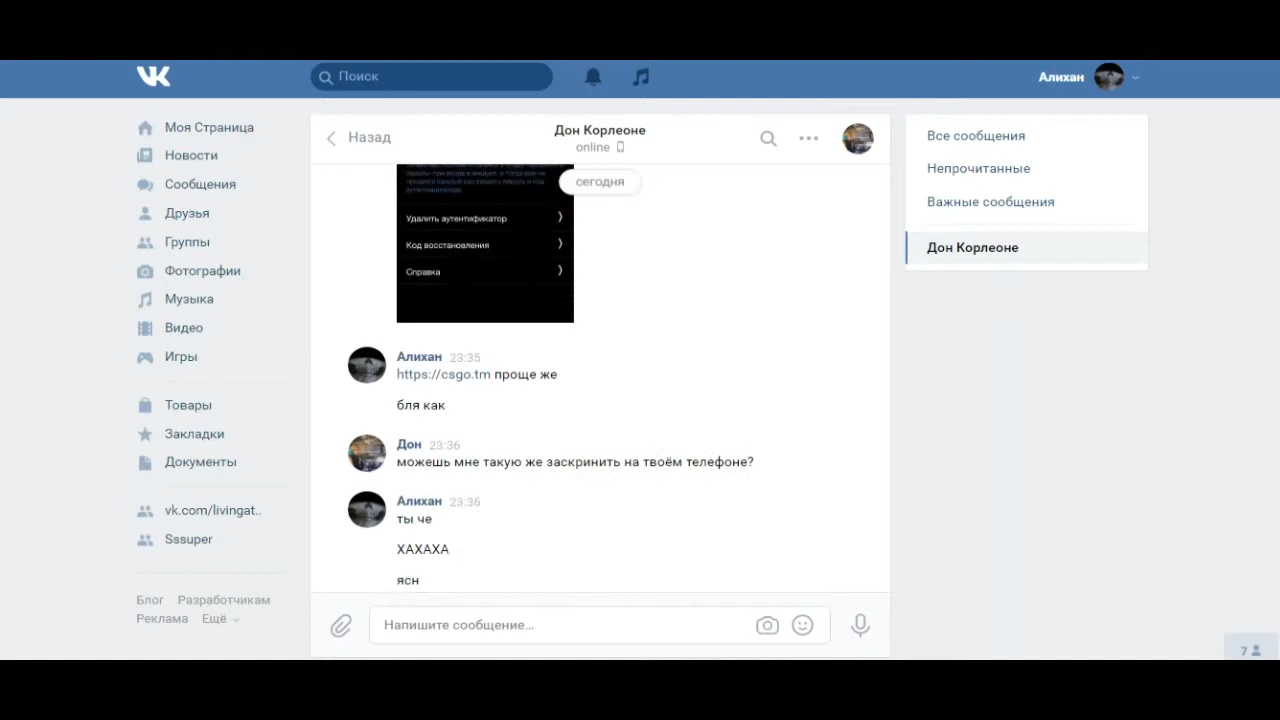 Поиск
Алихан
Моя Страница
Новости
Сообщения
Друзья
Группы
Фотографии
Музыка
Видео
Игры
Товары
Закладки
Документы
vk.com/livingat..
Sssuper
Блог Разработчикам
Реклама Ещё
Назад
Дон Корлеоне
online
сегодня
Удалить аутентификатор
Код восстановления
Справка
Алихан 23:35
https://csgo.tm проще же
бля как
Дон 23:36
можешь мне такую же заскринить на твоём телефоне?
Алихан 23:36
ты че
ХАХАХА
ясн
Напишите сообщение...
Все сообщения
Непрочитанные
Важные сообщения
Дон Корлеоне
7